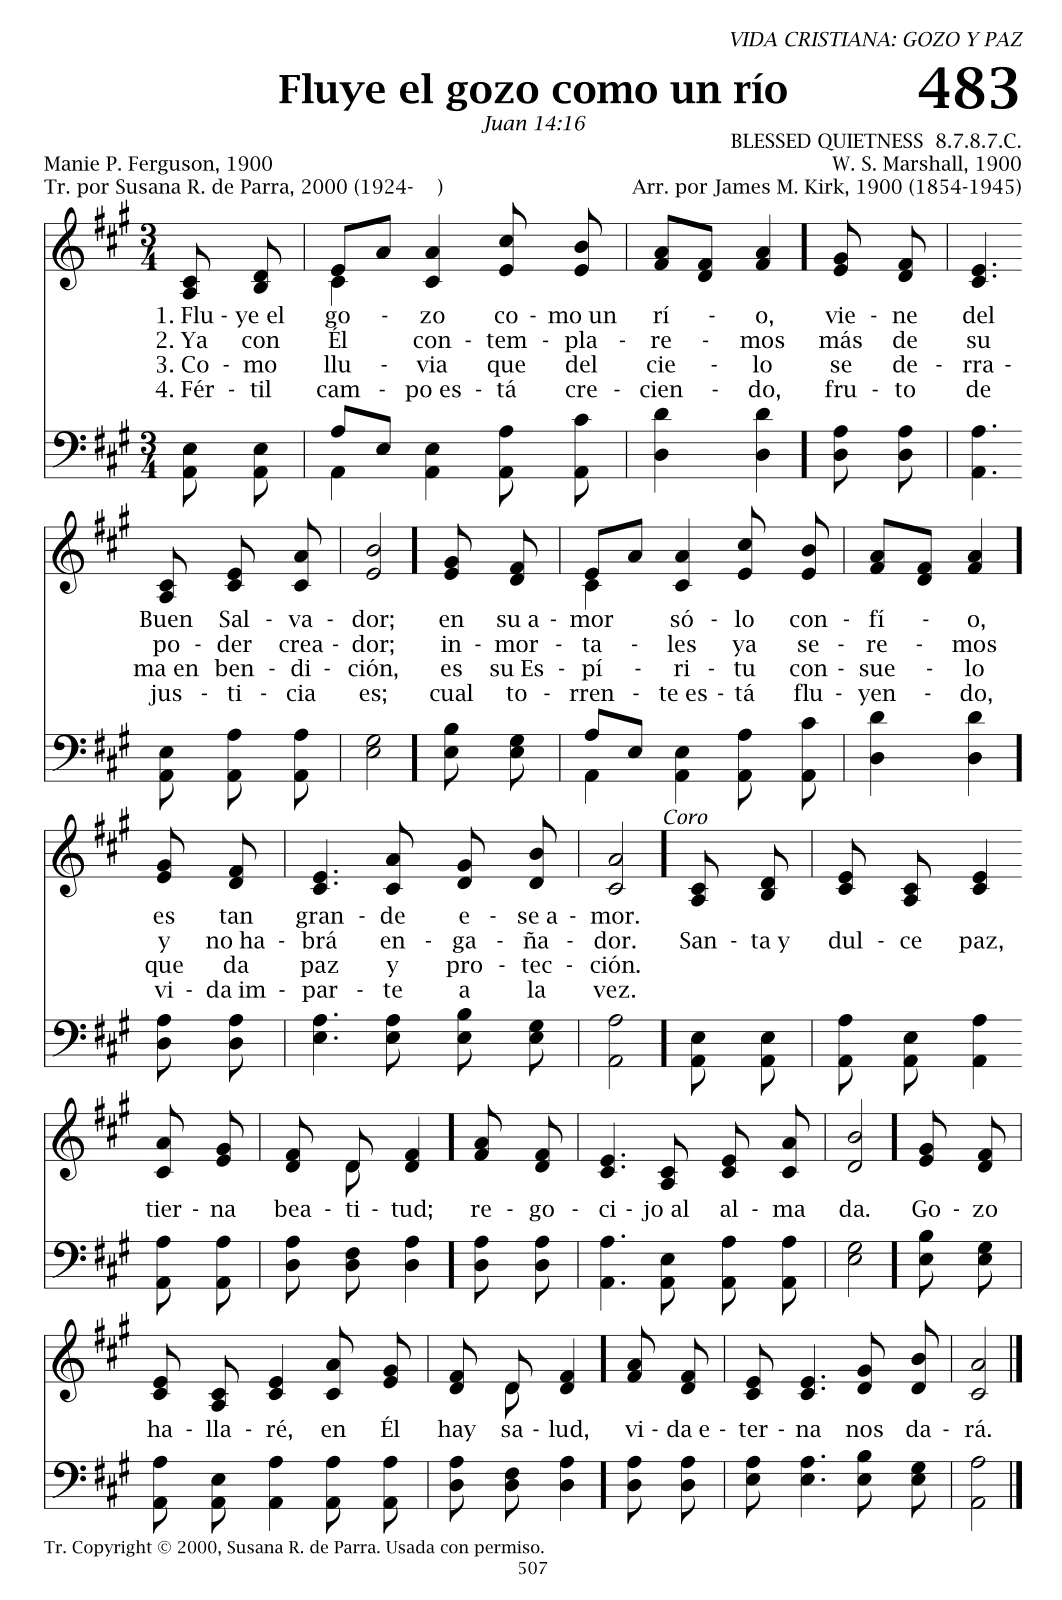 VIDA CRISTIANA: GOZO Y PAZ
Fluye el gozo como un río 483
Juan 14:16
BLESSED QUIETNESS 8.7.8.7.C.
Manie P. Ferguson, 1900 W. S. Marshall, 1900
Tr. por Susana R. de Parra, 2000 (1924- ) Arr. por James M. Kirk, 1900 (1854-1945)
3 4
1. Flu - ye el go - zo co - mo un rí - o, vie - ne del
2. Ya con Él con - tem - pla - re - mos más de su
3. Co - mo llu - via que del cie - lo se de - rra -
4. Fér - til cam - po es - tá cre - cien - do, fru - to de
3 4
Buen Sal - va - dor; en su a - mor só - lo con - fí - o,
po - der crea - dor; in - mor - ta - les ya se - re - mos
ma en ben - di - ción, es su Es - pí - ri - tu con - sue - lo
jus - ti - cia es; cual to - rren - te es - tá flu - yen - do,
Coro
es tan gran - de e - se a - mor.
y no ha - brá en - ga - ña - dor. San - ta y dul - ce paz,
que da paz y pro - tec - ción.
vi - da im - par - te a la vez.
tier - na bea - ti - tud; re - go - ci - jo al al - ma da. Go - zo
ha - lla - ré, en Él hay sa - lud, vi - da e - ter - na nos da - rá.
Tr. Copyright © 2000, Susana R. de Parra. Usada con permiso.
507